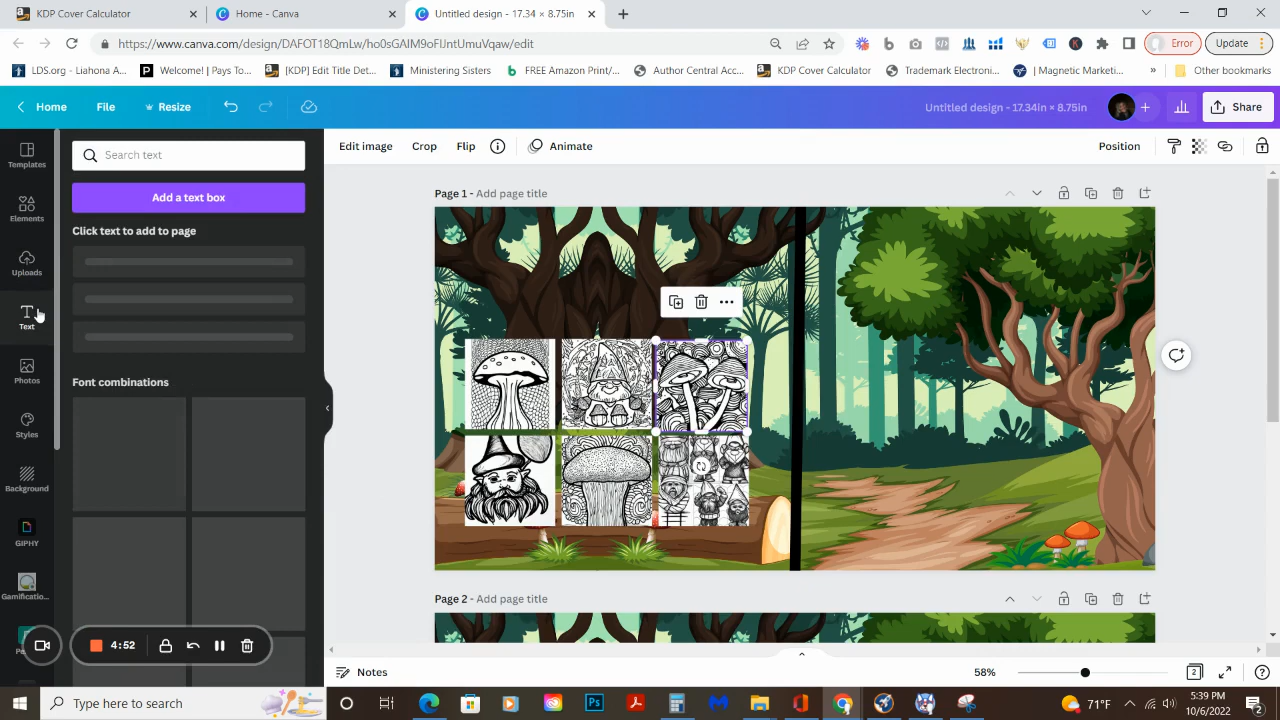 KDP Cover Calculator
Home - Canva
Untitled design - 17.34 × 8.75in
https://www.canva.com/design/DAFOT18QmLw/ho0sGAIM9oFIJntUmuVqaw/edit
Error
Update
LDS.org - Liahona A...
Welcome! | Pays To...
[KDP] Edit Title Det...
Ministering Sisters
FREE Amazon Print/...
Author Central Acc...
KDP Cover Calculator
Trademark Electroni...
| Magnetic Marketi...
»
Other bookmarks
Home
File
Resize
Untitled design - 17.34in × 8.75in
Share
Templates
Elements
Uploads
Text
Photos
Styles
Background
GIPHY
Gamificatio...
Search text
Add a text box
Click text to add to page
Font combinations
Edit image
Crop
Flip
Animate
Position
Page 1 - Add page title
Page 2 - Add page title
4:52
Notes
58%
2
Type here to search
Ps
71°F
5:39 PM
10/6/2022
2